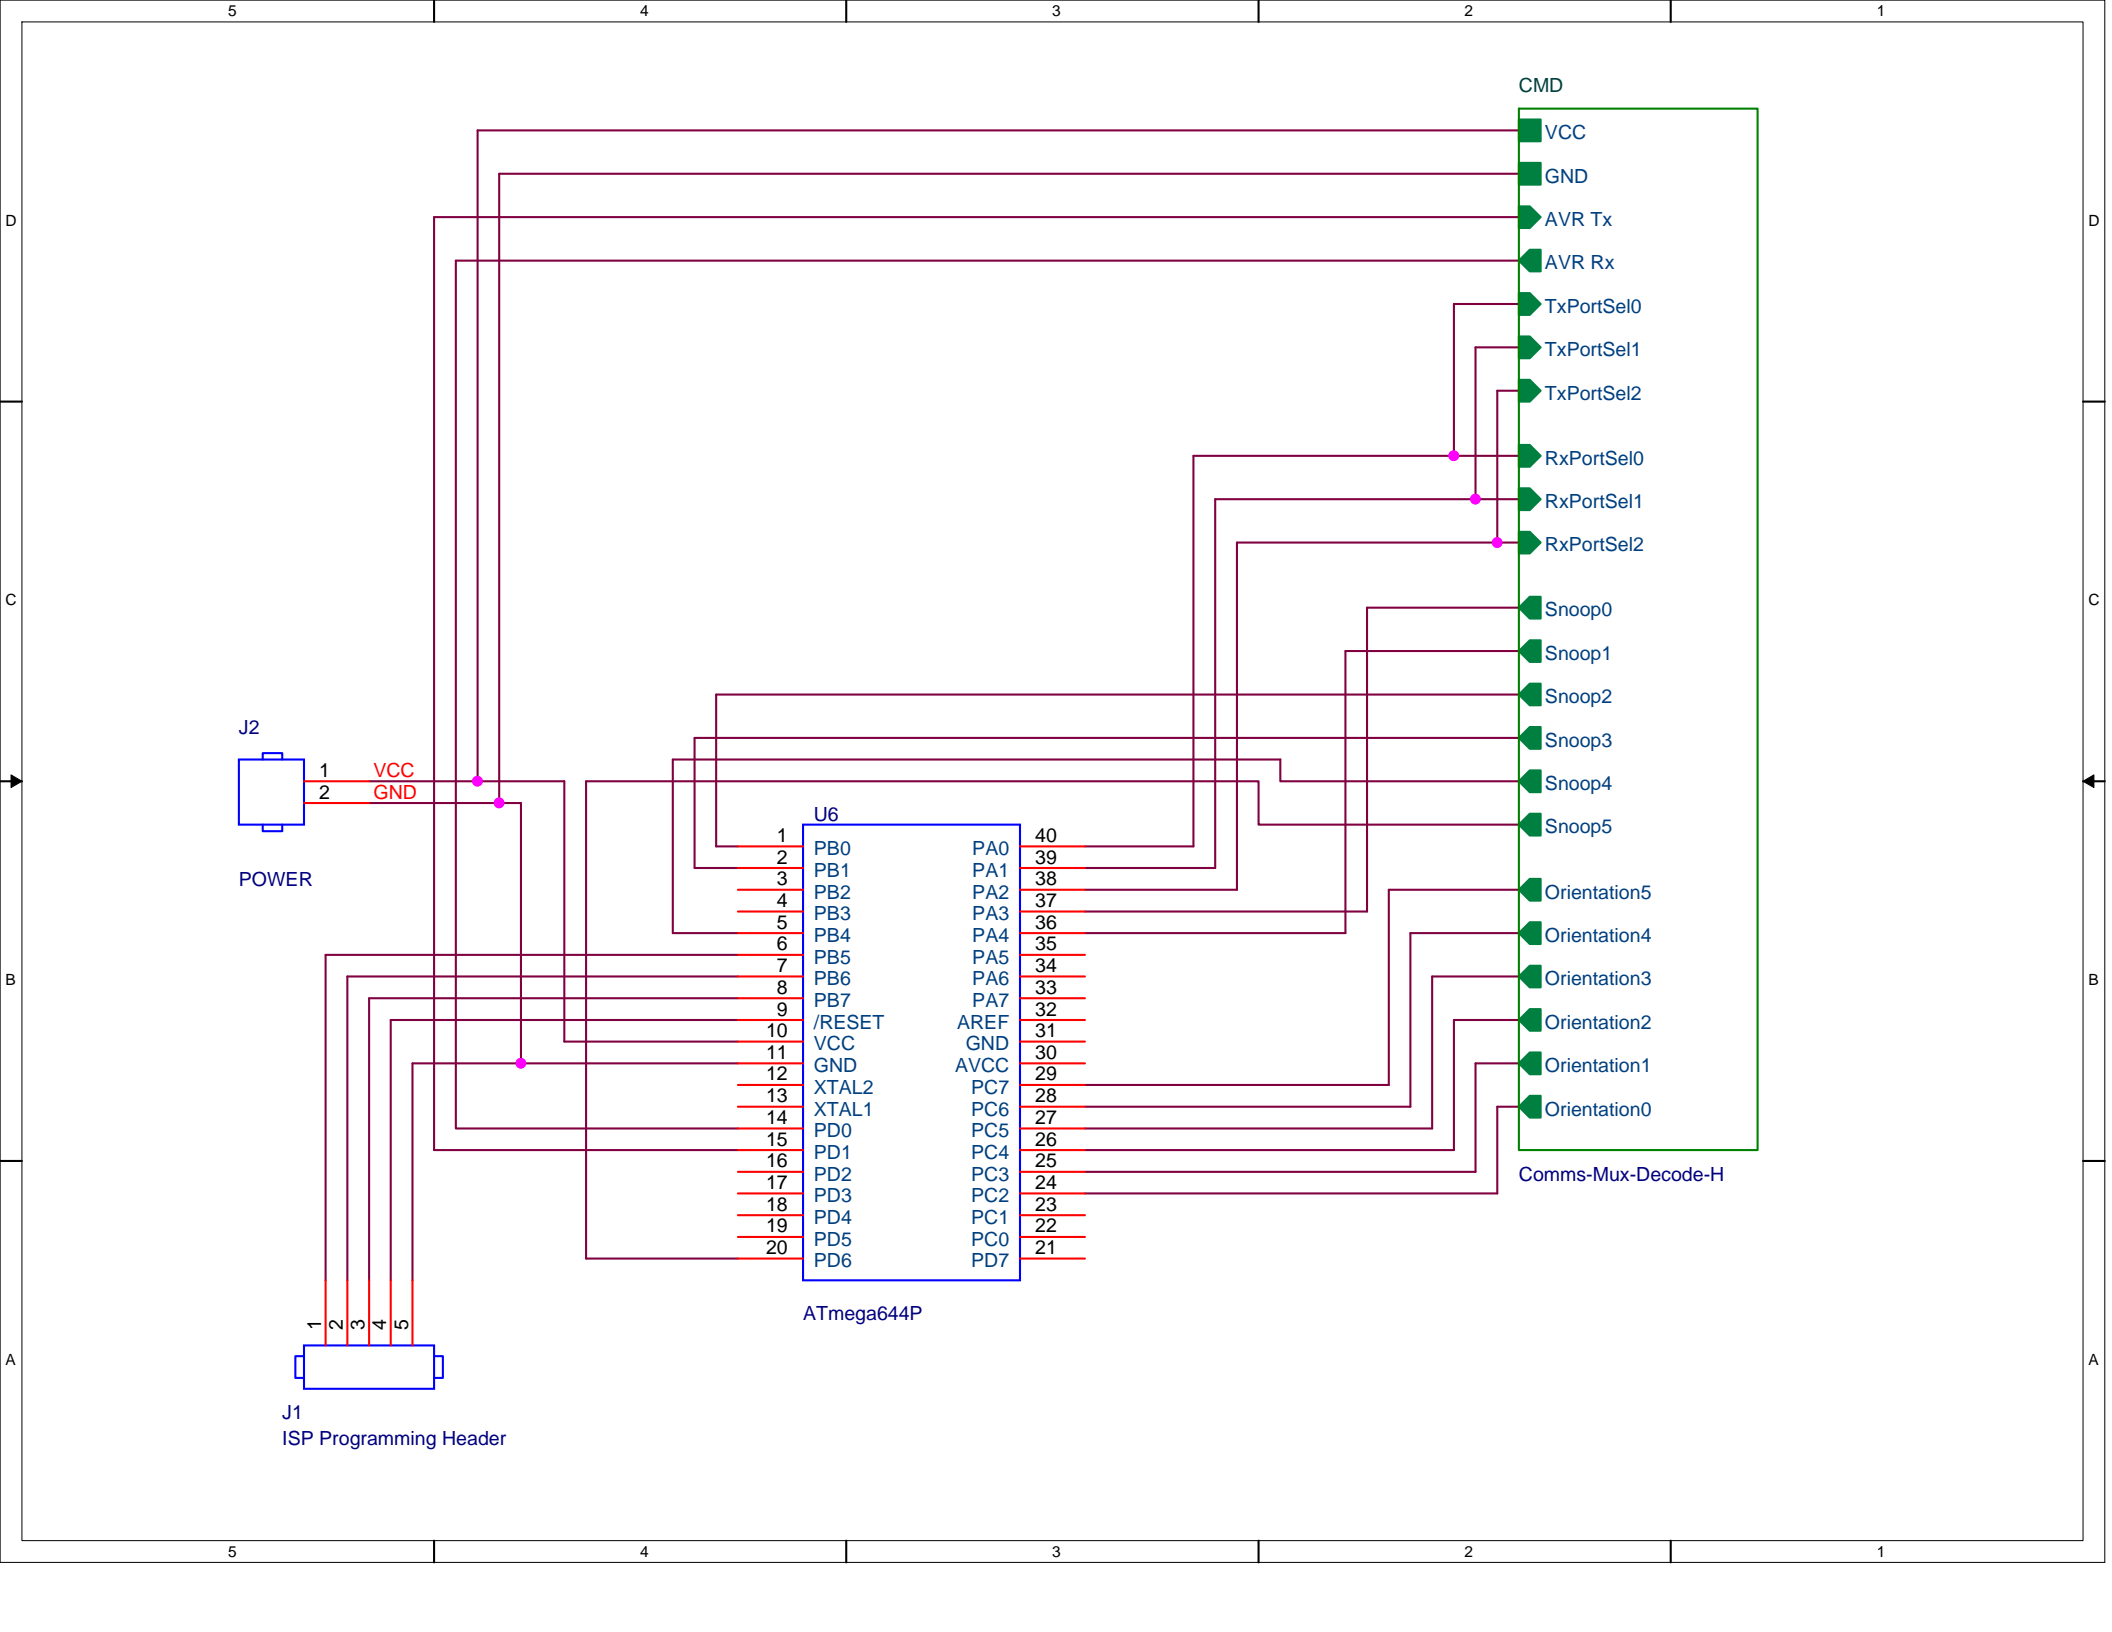 5 4 3 2 1
CMD
VCC
GND
D D
AVR Tx
AVR Rx
TxPortSel0
TxPortSel1
TxPortSel2
RxPortSel0
RxPortSel1
RxPortSel2
C C
Snoop0
Snoop1
Snoop2
Snoop3
Snoop4
Snoop5
J2
1 VCC
2 GND
POWER
U6
1 PB0 PA0 40
2 PB1 PA1 39
3 PB2 PA2 38
4 PB3 PA3 37
5 PB4 PA4 36
6 PB5 PA5 35
7 PB6 PA6 34
8 PB7 PA7 33
9 /RESET AREF 32
10 VCC GND 31
11 GND AVCC 30
12 XTAL2 PC7 29
13 XTAL1 PC6 28
14 PD0 PC5 27
15 PD1 PC4 26
16 PD2 PC3 25
17 PD3 PC2 24
18 PD4 PC1 23
19 PD5 PC0 22
20 PD6 PD7 21
ATmega644P
Orientation5
Orientation4
B B
Orientation3
Orientation2
Orientation1
Orientation0
Comms-Mux-Decode-H
1 2 3 4 5
A A
J1
ISP Programming Header
5 4 3 2 1